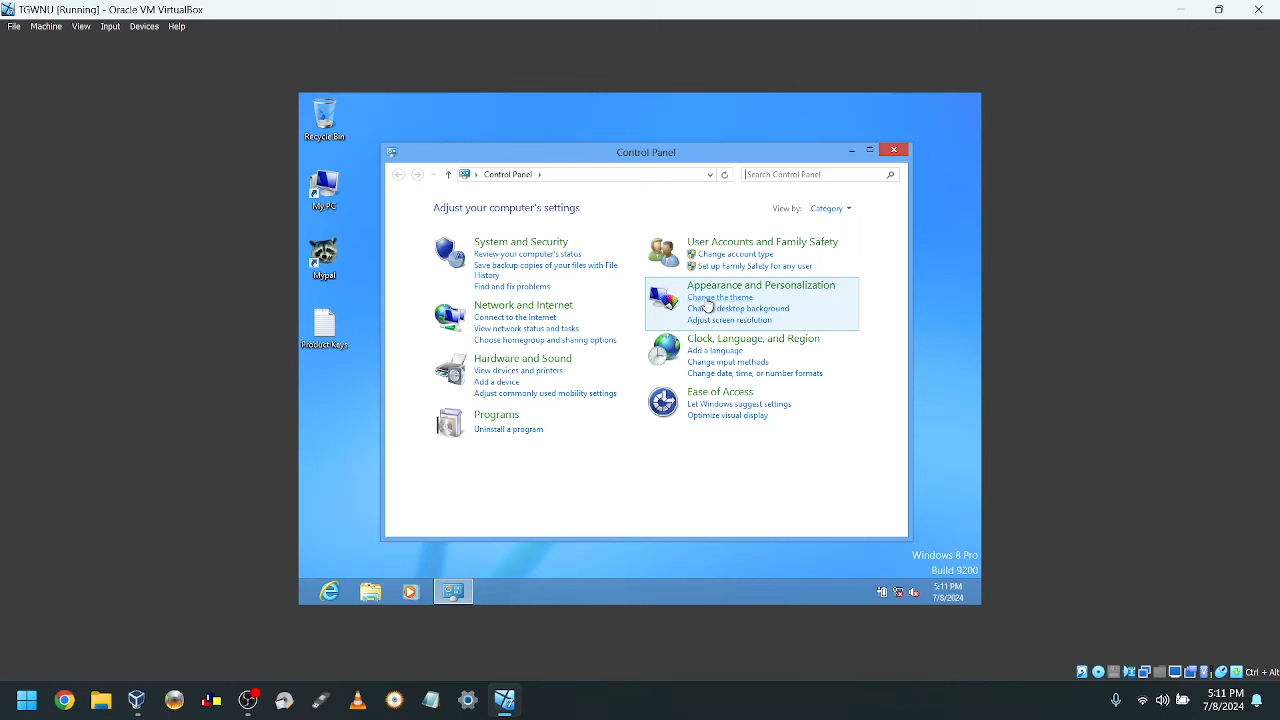 TGWNU [Running] - Oracle VM VirtualBox
File Machine View Input Devices Help
Recycle Bin
My PC
Mypal
Product Keys
Control Panel
Control Panel
Search Control Panel
Adjust your computer's settings
View by: Category
System and Security
Review your computer's status
Save backup copies of your files with File
History
Find and fix problems
Network and Internet
Connect to the Internet
View network status and tasks
Choose homegroup and sharing options
Hardware and Sound
View devices and printers
Add a device
Adjust commonly used mobility settings
Programs
Uninstall a program
User Accounts and Family Safety
Change account type
Set up Family Safety for any user
Appearance and Personalization
Change the theme
Change desktop background
Adjust screen resolution
Clock, Language, and Region
Add a language
Change input methods
Change date, time, or number formats
Ease of Access
Let Windows suggest settings
Optimize visual display
Windows 8 Pro
Build 9200
5:11 PM
7/8/2024
Ctrl + Alt
5:11 PM
7/8/2024